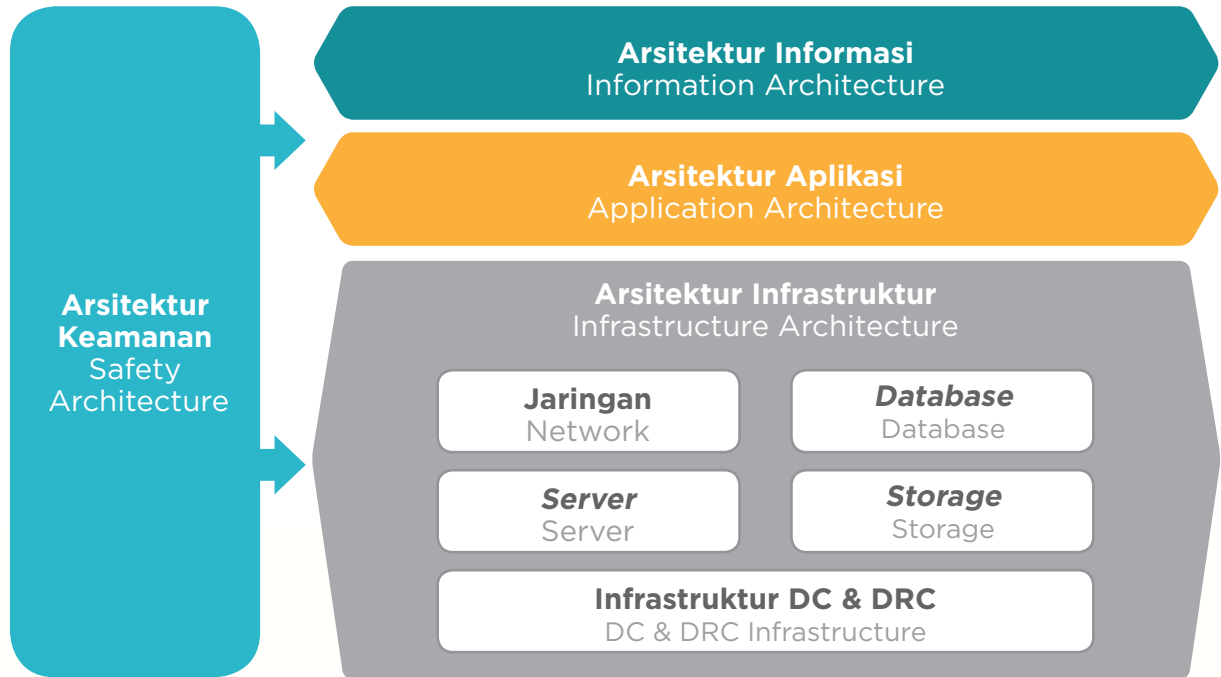 Arsitektur
Keamanan
Safety
Architecture
Arsitektur Informasi
Information Architecture
Arsitektur Aplikasi
Application Architecture
Arsitektur Infrastruktur
Infrastructure Architecture
Jaringan
Network
Database
Database
Server
Server
Storage
Storage
Infrastruktur DC & DRC
DC & DRC Infrastructure